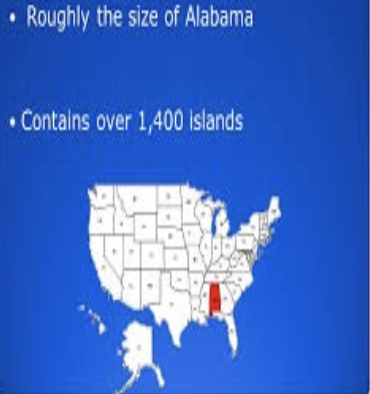 • Roughly the size of Alabama
• Contains over 1,400 islands